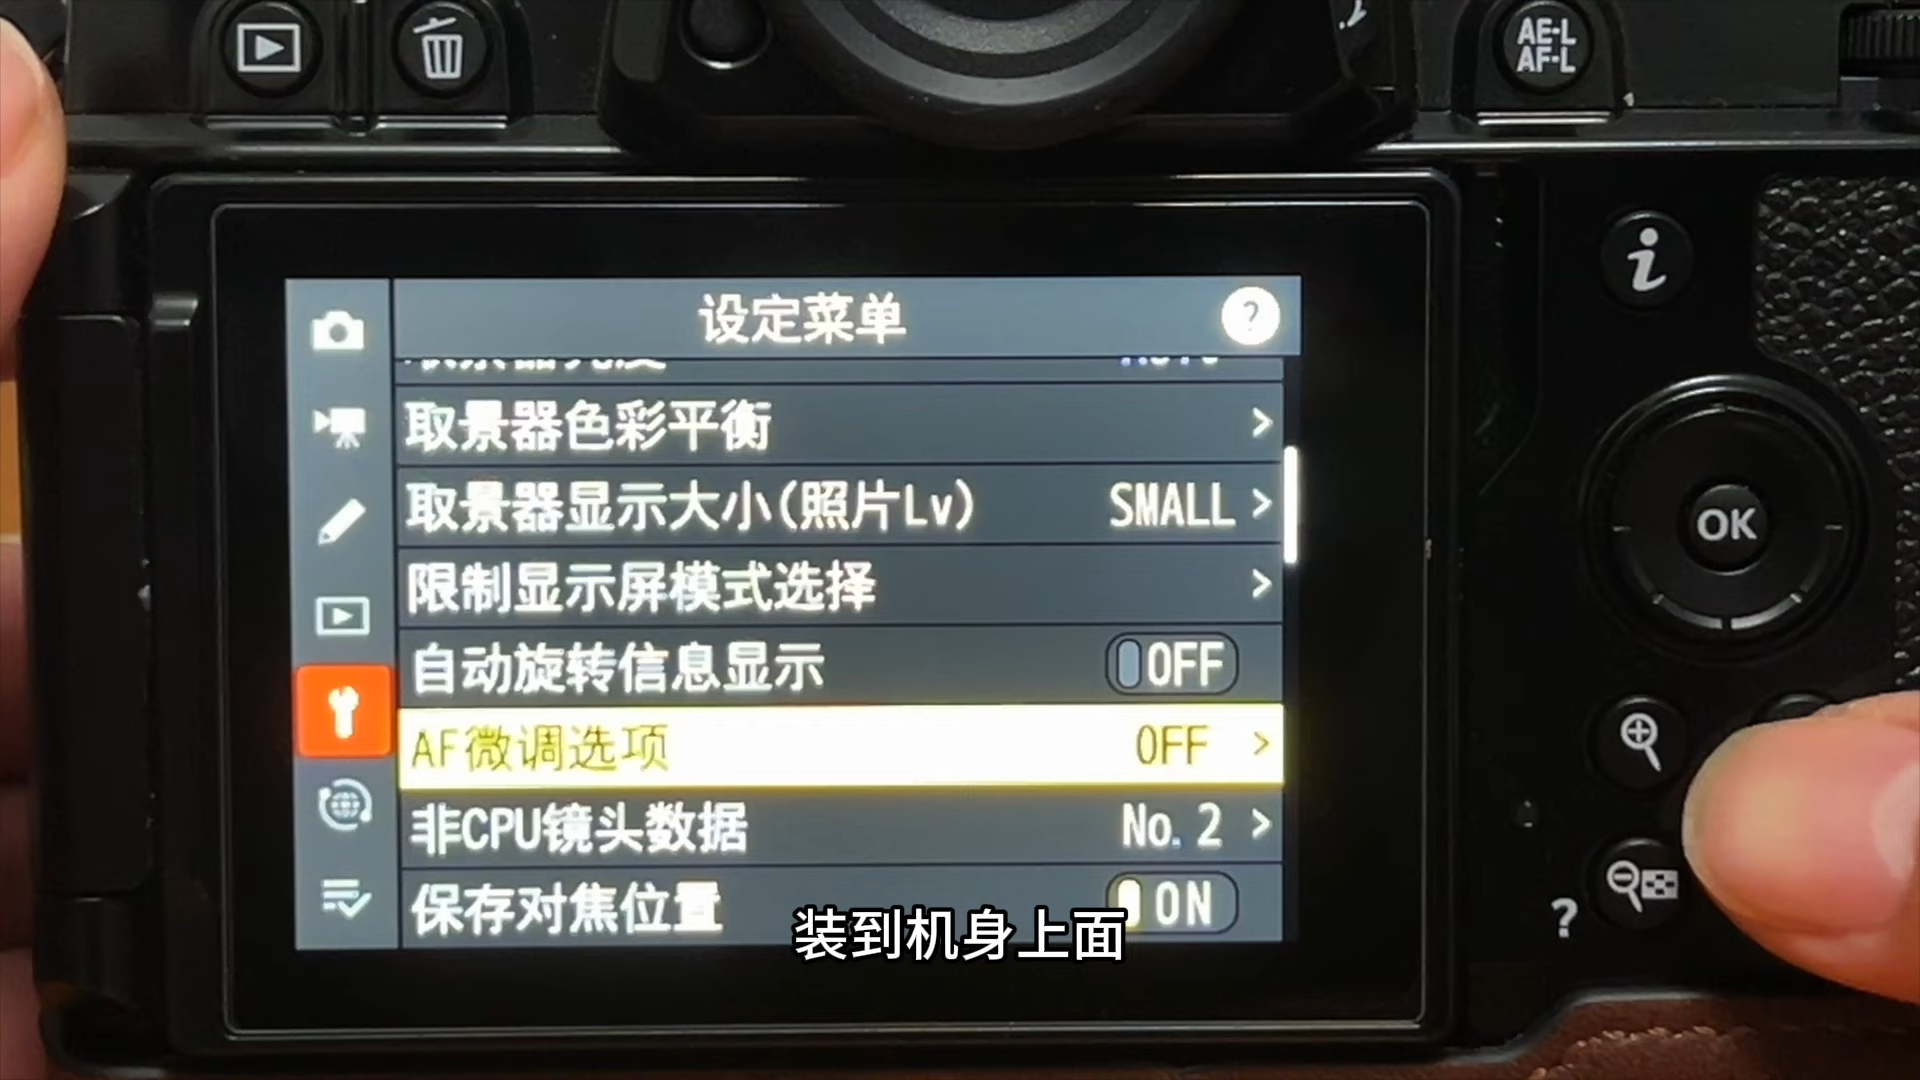 AE-L
AF-L
i
设定菜单 ?
取景器色彩平衡 >
取景器显示大小(照片Lv) SMALL >
限制显示屏模式选择 >
自动旋转信息显示 OFF
AF微调选项 OFF >
非CPU镜头数据 No. 2 >
保存对焦位置 ON
OK
?
装到机身上面